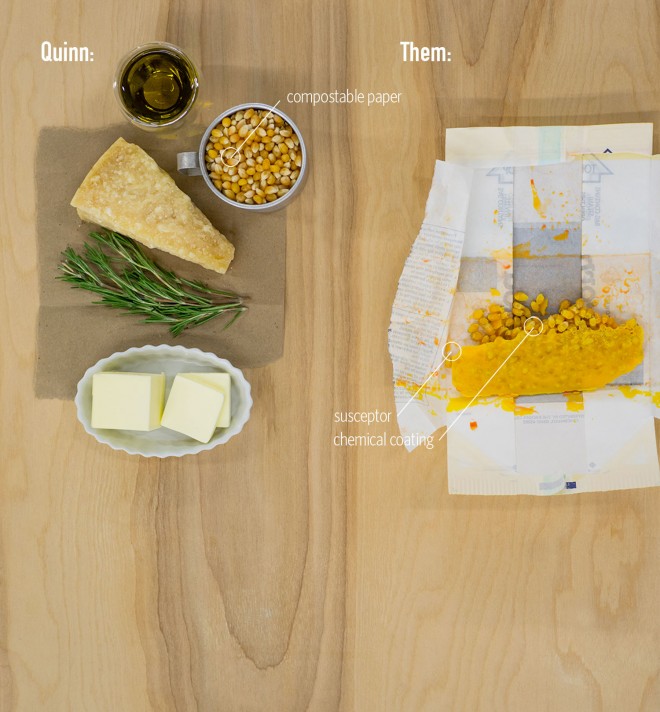 Quinn:
Them:
compostable paper
susceptor
chemical coating